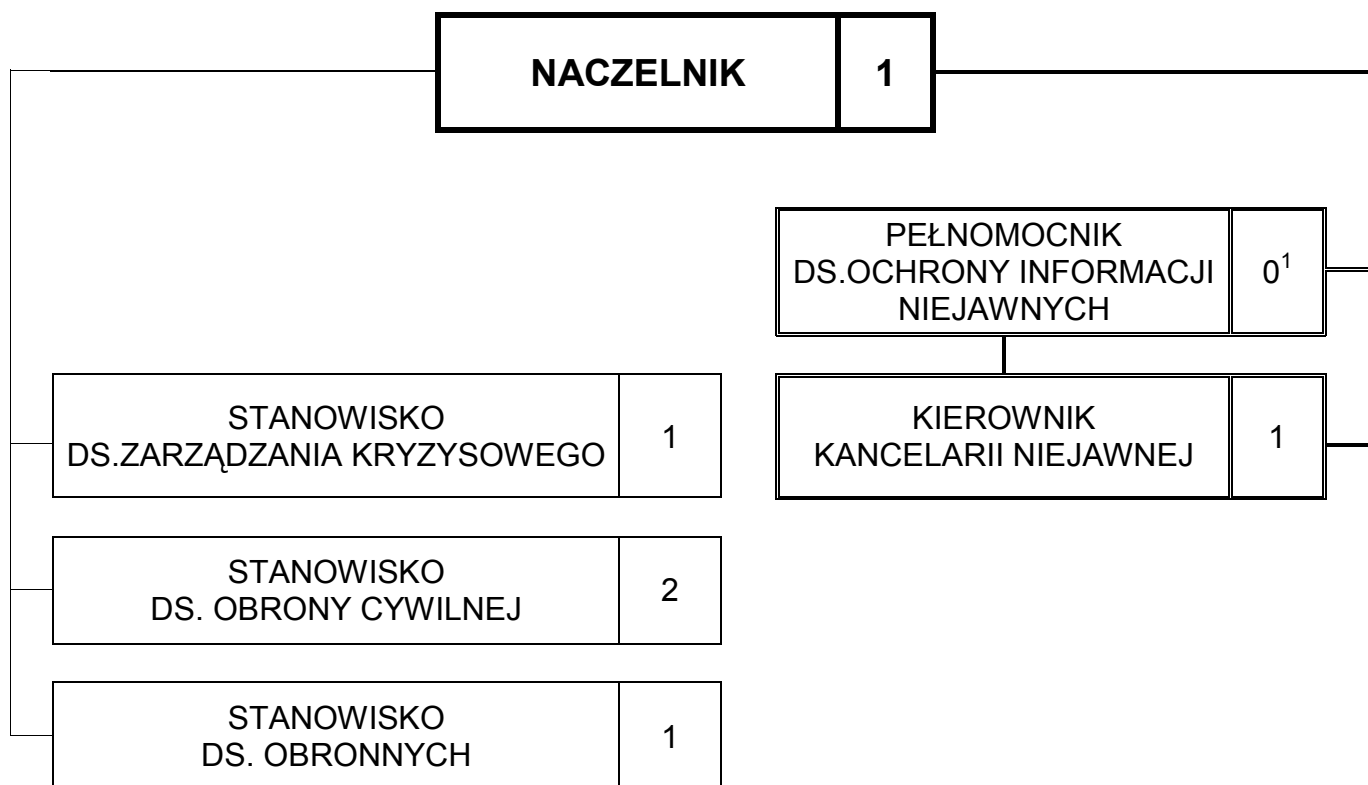 NACZELNIK 1
PEŁNOMOCNIK
DS.OCHRONY INFORMACJI
NIEJAWNYCH
0¹
STANOWISKO
DS.ZARZĄDZANIA KRYZYSOWEGO
1
KIEROWNIK
KANCELARII NIEJAWNEJ
1
STANOWISKO
DS. OBRONY CYWILNEJ
2
STANOWISKO
DS. OBRONNYCH
1